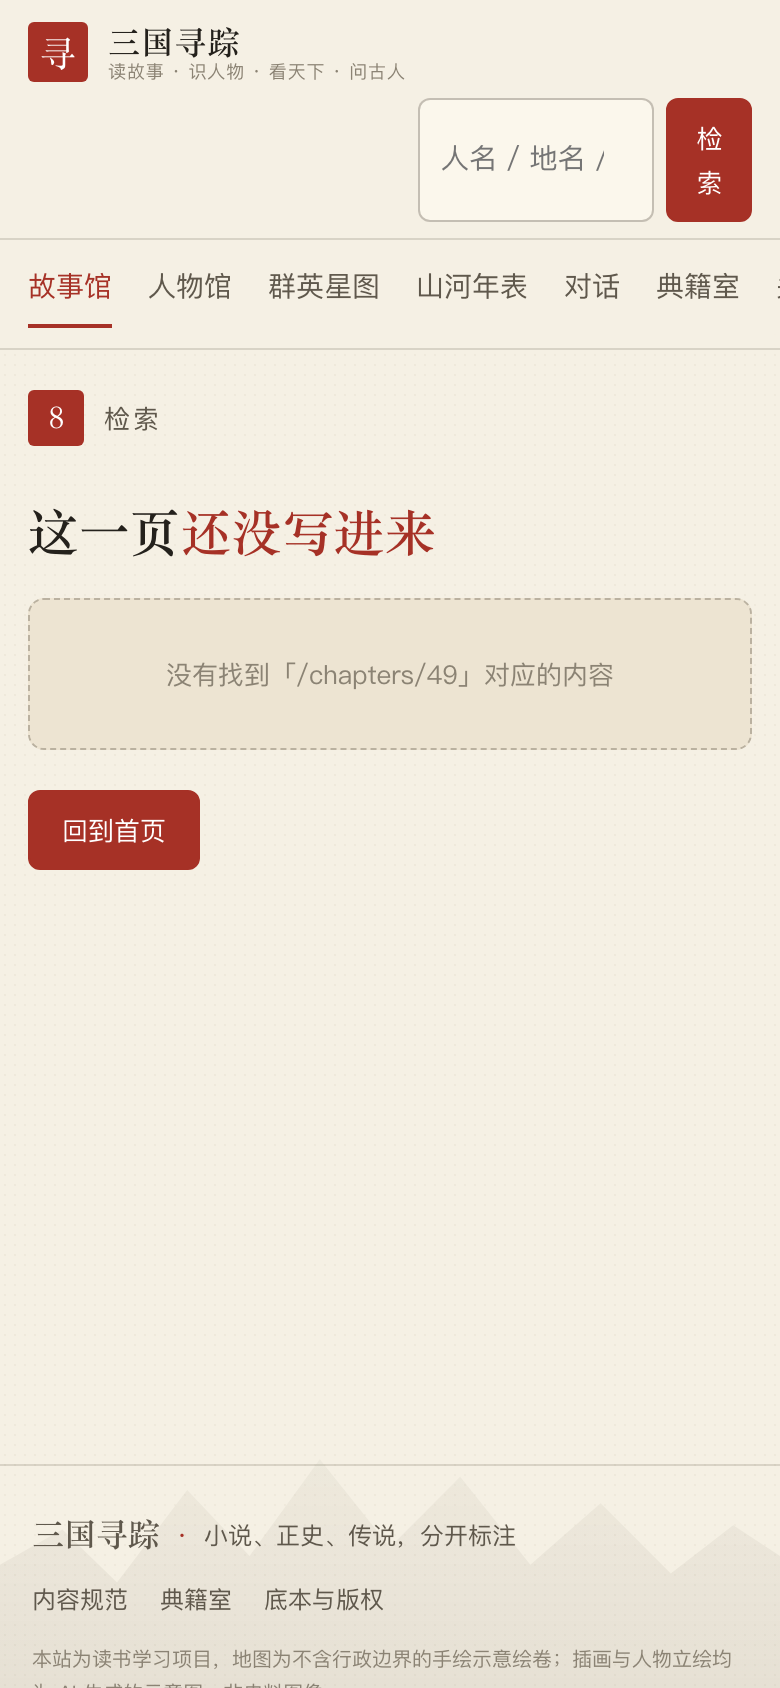 寻
三国寻踪
读故事 · 识人物 · 看天下 · 问古人
人名 / 地名 /
检
索
故事馆 人物馆 群英星图 山河年表 对话 典籍室
8 检索
这一页还没写进来
没有找到「/chapters/49」对应的内容
回到首页
三国寻踪 · 小说、正史、传说，分开标注
内容规范 典籍室 底本与版权
本站为读书学习项目，地图为不含行政边界的手绘示意绘卷；插画与人物立绘均